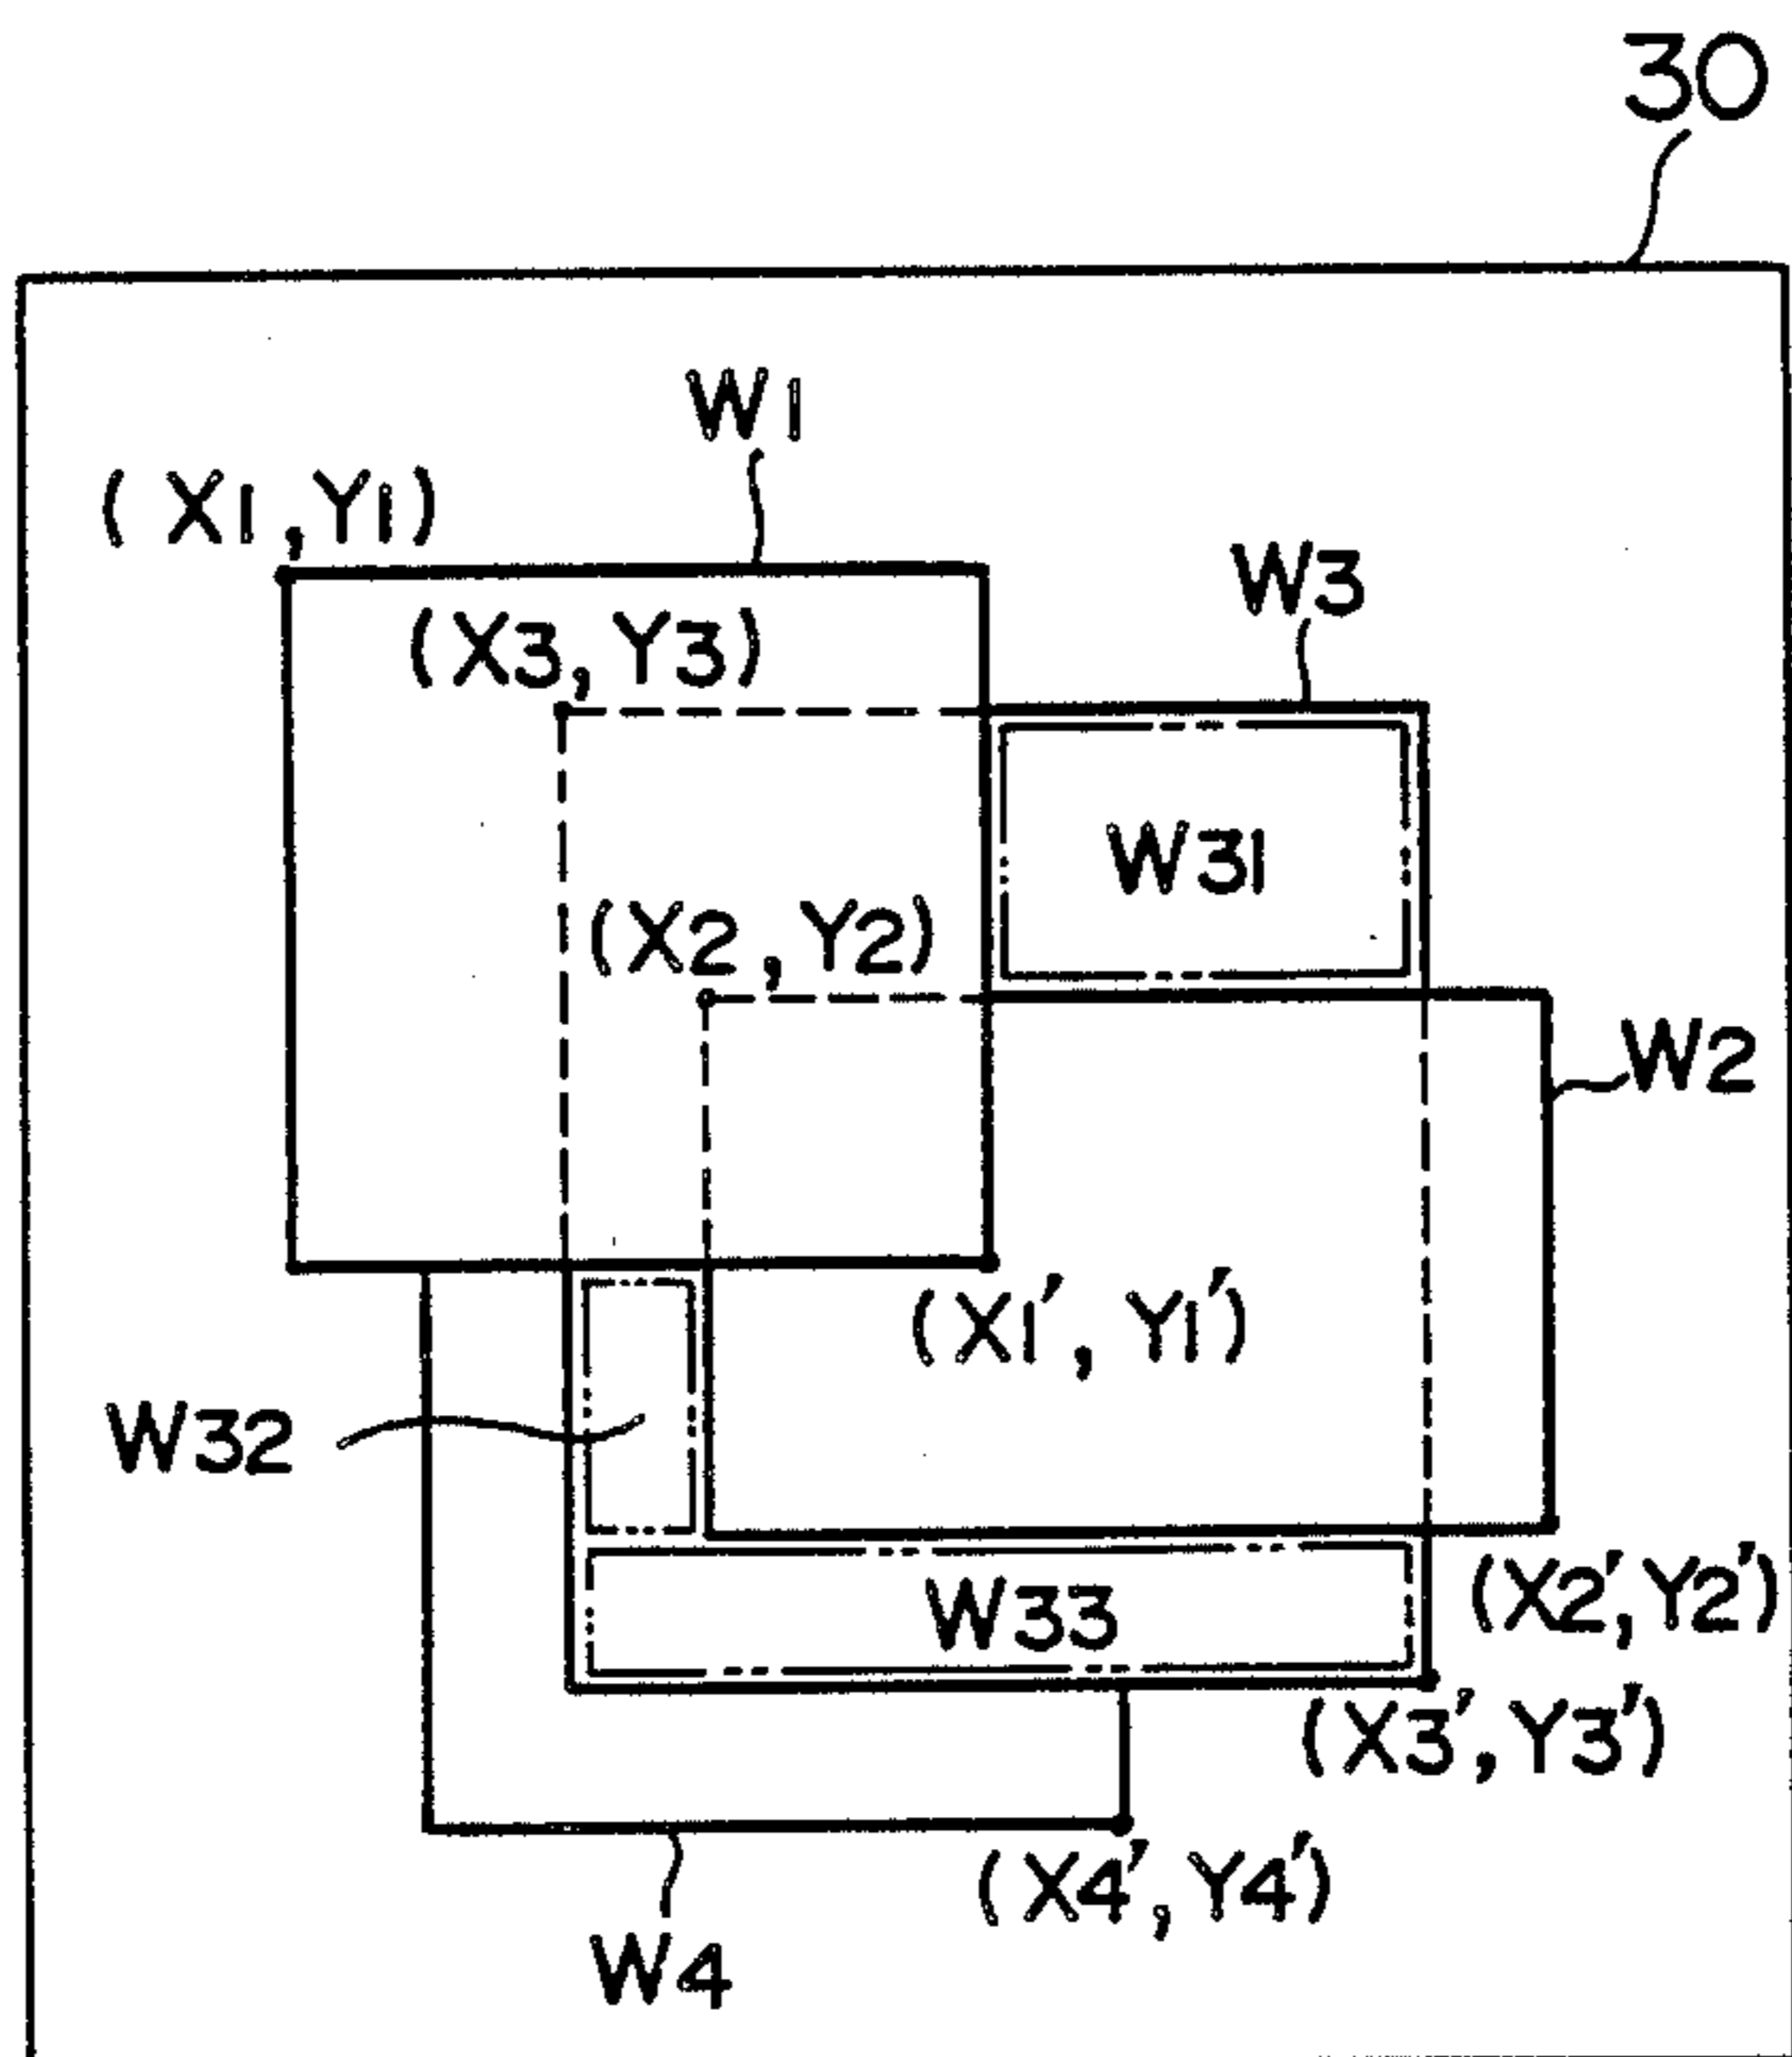 30
W1
(X1,Y1)
W3
(X3,Y3)
W31
(X2,Y2)
W2
(X1',Y1')
W32
W33
(X2',Y2')
(X3',Y3')
(X4',Y4')
W4